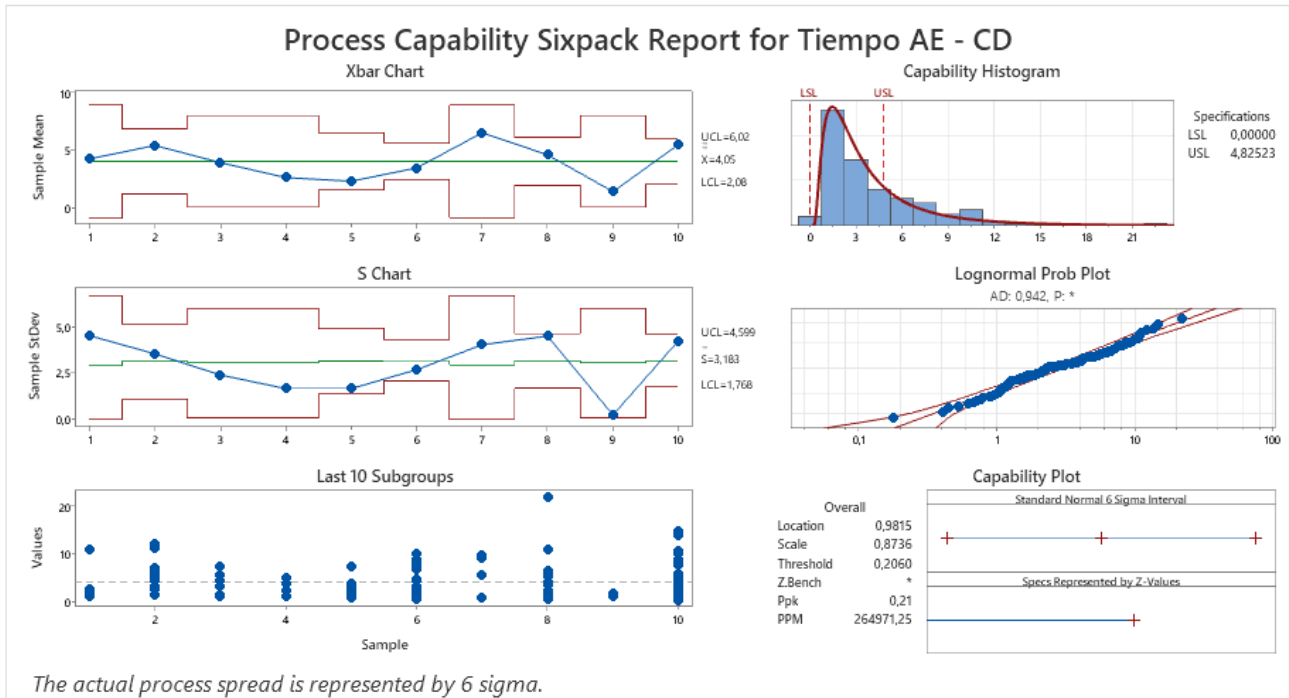 Process Capability Sixpack Report for Tiempo AE - CD
Xbar Chart
Sample Mean
10
5
0
1 2 3 4 5 6 7 8 9 10
UCL=6,02
X=4,05
LCL=2,08
S Chart
Sample StDev
5,0
2,5
0,0
1 2 3 4 5 6 7 8 9 10
UCL=4,599
S=3,183
LCL=1,768
Last 10 Subgroups
Values
20
10
0
2 4 6 8 10
Sample
Capability Histogram
LSL USL
0 3 6 9 12 15 18 21
Specifications
LSL 0,00000
USL 4,82523
Lognormal Prob Plot
AD: 0,942, P: *
0,1 1 10 100
Capability Plot
Overall
Location 0,9815
Scale 0,8736
Threshold 0,2060
Z.Bench *
Ppk 0,21
PPM 264971,25
Standard Normal 6 Sigma Interval
Specs Represented by Z-Values
The actual process spread is represented by 6 sigma.